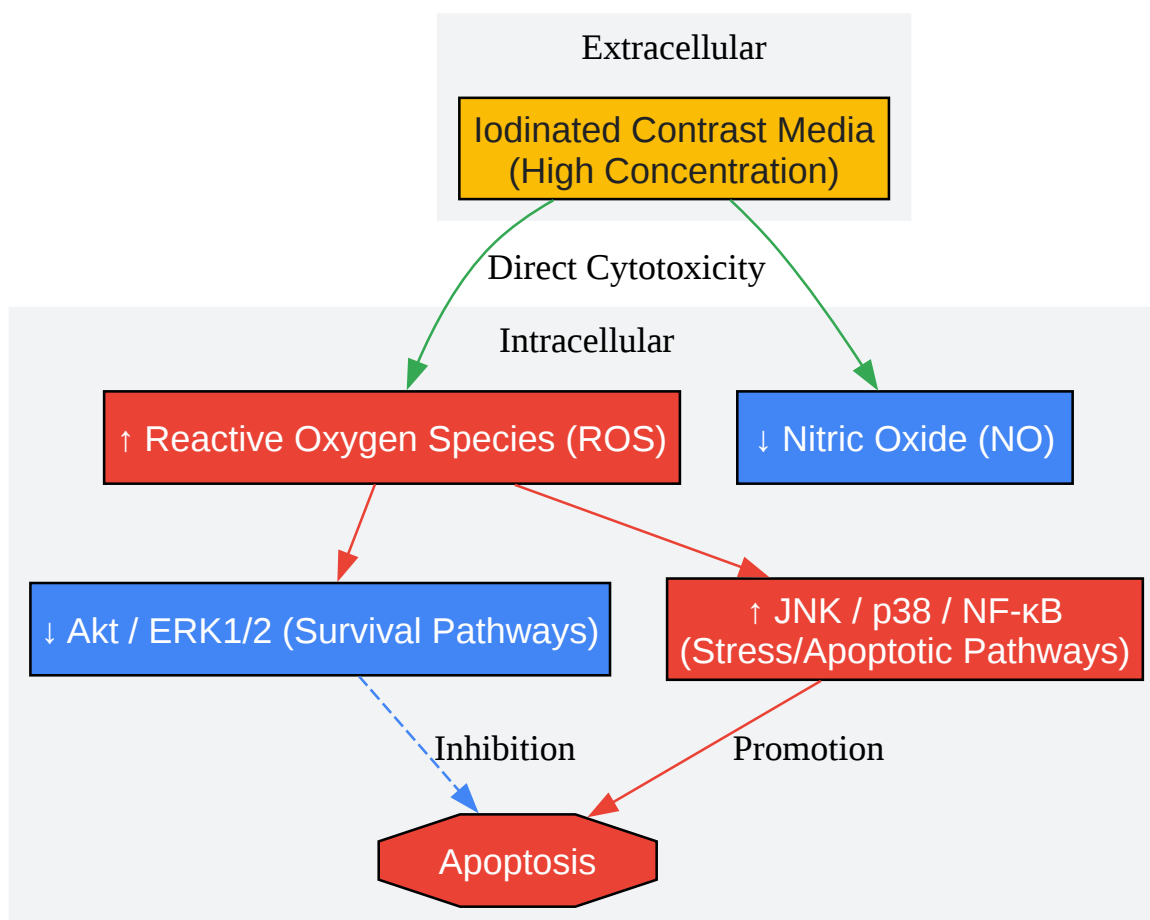 Extracellular
Iodinated Contrast Media
(High Concentration)
Direct Cytotoxicity
Intracellular
↑ Reactive Oxygen Species (ROS)
↓ Nitric Oxide (NO)
↓ Akt / ERK1/2 (Survival Pathways)
↑ JNK / p38 / NF-κB
(Stress/Apoptotic Pathways)
Inhibition
Promotion
Apoptosis